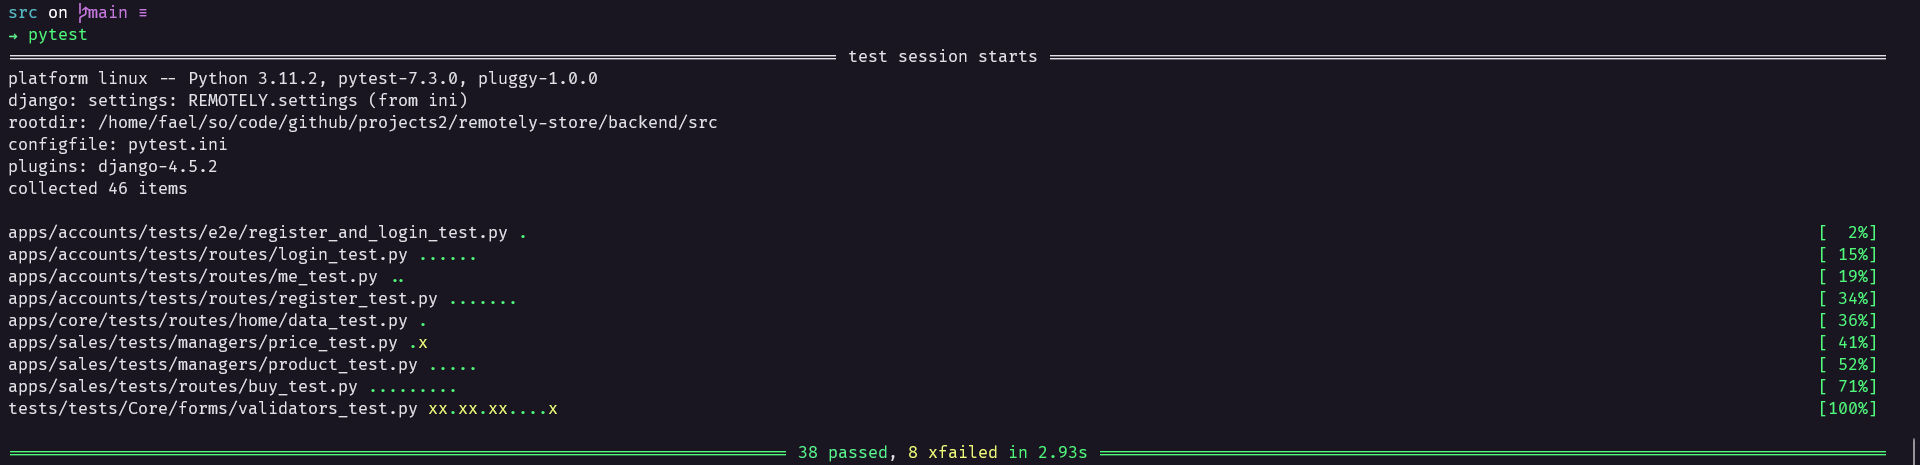 src on main ≡
→ pytest
test session starts
platform linux -- Python 3.11.2, pytest-7.3.0, pluggy-1.0.0
django: settings: REMOTELY.settings (from ini)
rootdir: /home/fael/so/code/github/projects2/remotely-store/backend/src
configfile: pytest.ini
plugins: django-4.5.2
collected 46 items
apps/accounts/tests/e2e/register_and_login_test.py . [  2%]
apps/accounts/tests/routes/login_test.py ...... [ 15%]
apps/accounts/tests/routes/me_test.py .. [ 19%]
apps/accounts/tests/routes/register_test.py ....... [ 34%]
apps/core/tests/routes/home/data_test.py . [ 36%]
apps/sales/tests/managers/price_test.py .x [ 41%]
apps/sales/tests/managers/product_test.py ..... [ 52%]
apps/sales/tests/routes/buy_test.py ......... [ 71%]
tests/tests/Core/forms/validators_test.py xx.xx.xx....x [100%]
38 passed, 8 xfailed in 2.93s